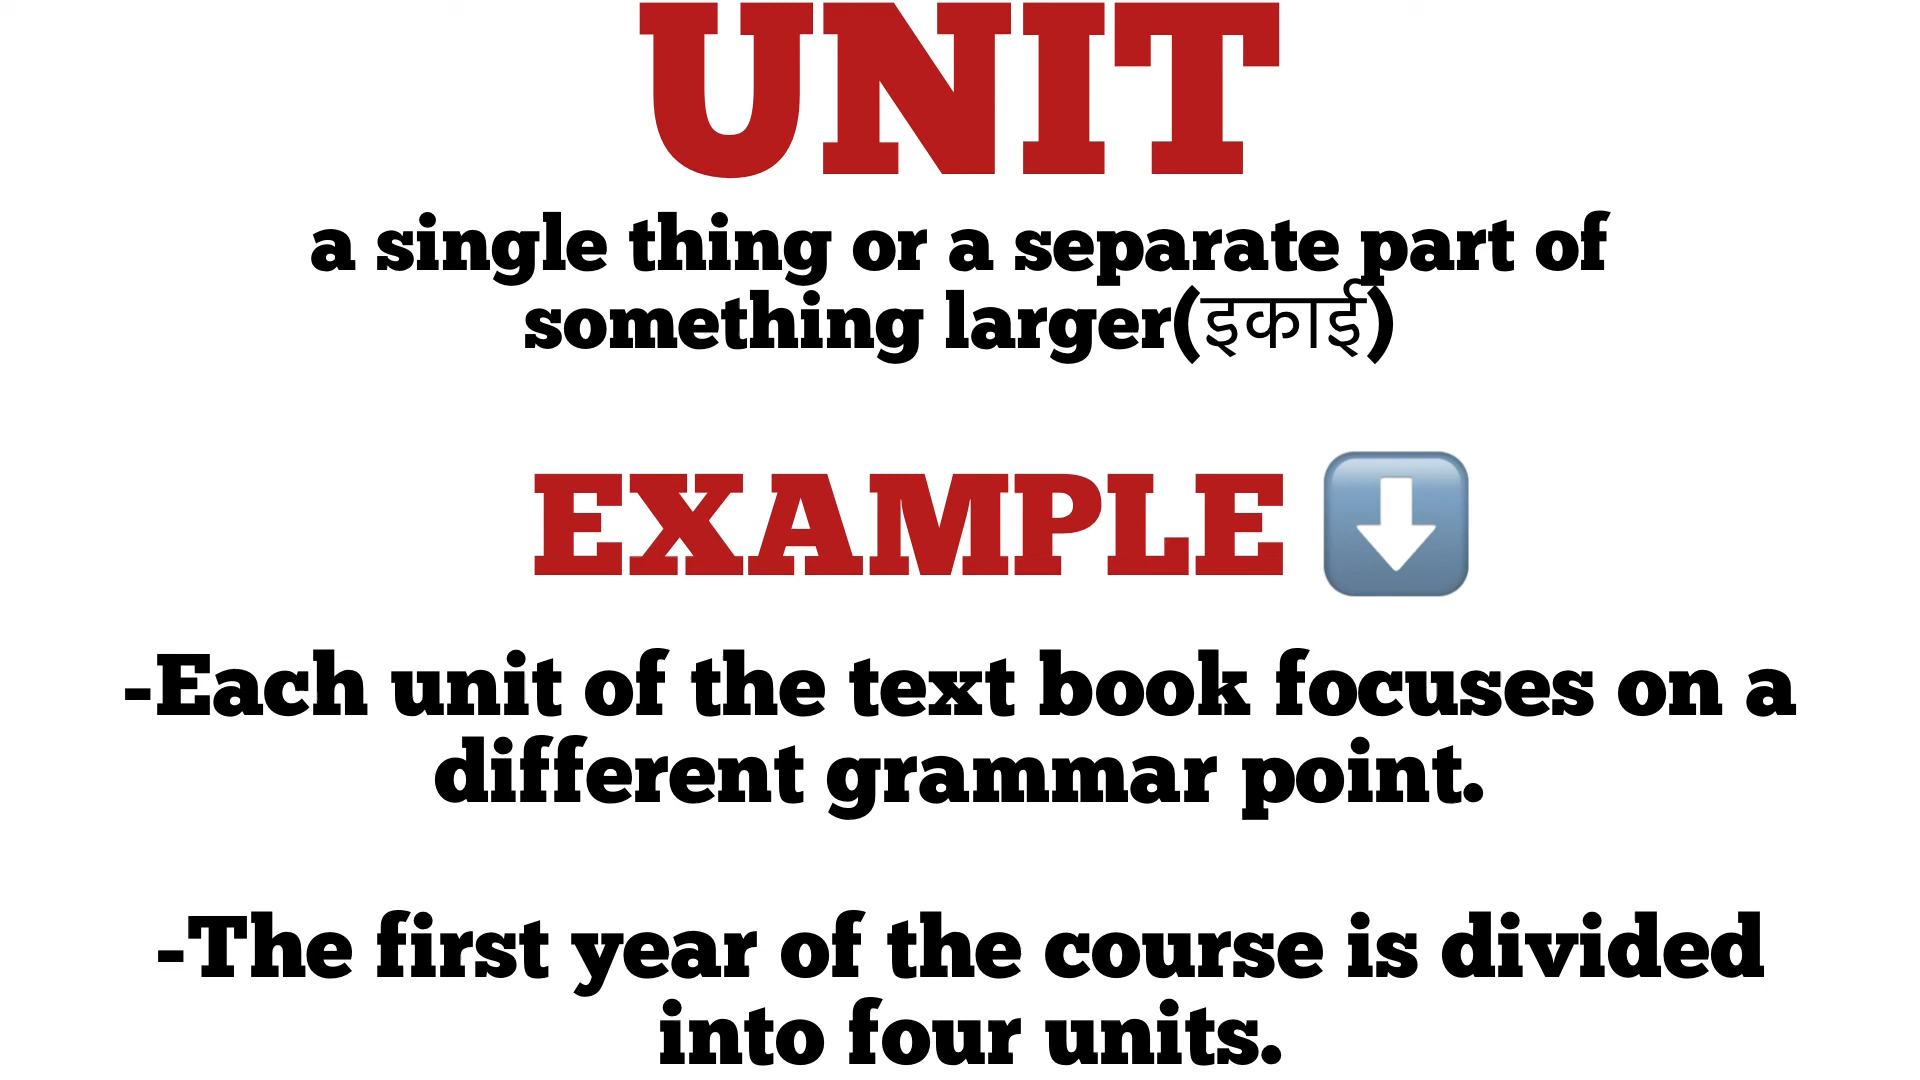 UNIT
a single thing or a separate part of
something larger(इकाई)
EXAMPLE ⬇️
-Each unit of the text book focuses on a
different grammar point.
-The first year of the course is divided
into four units.